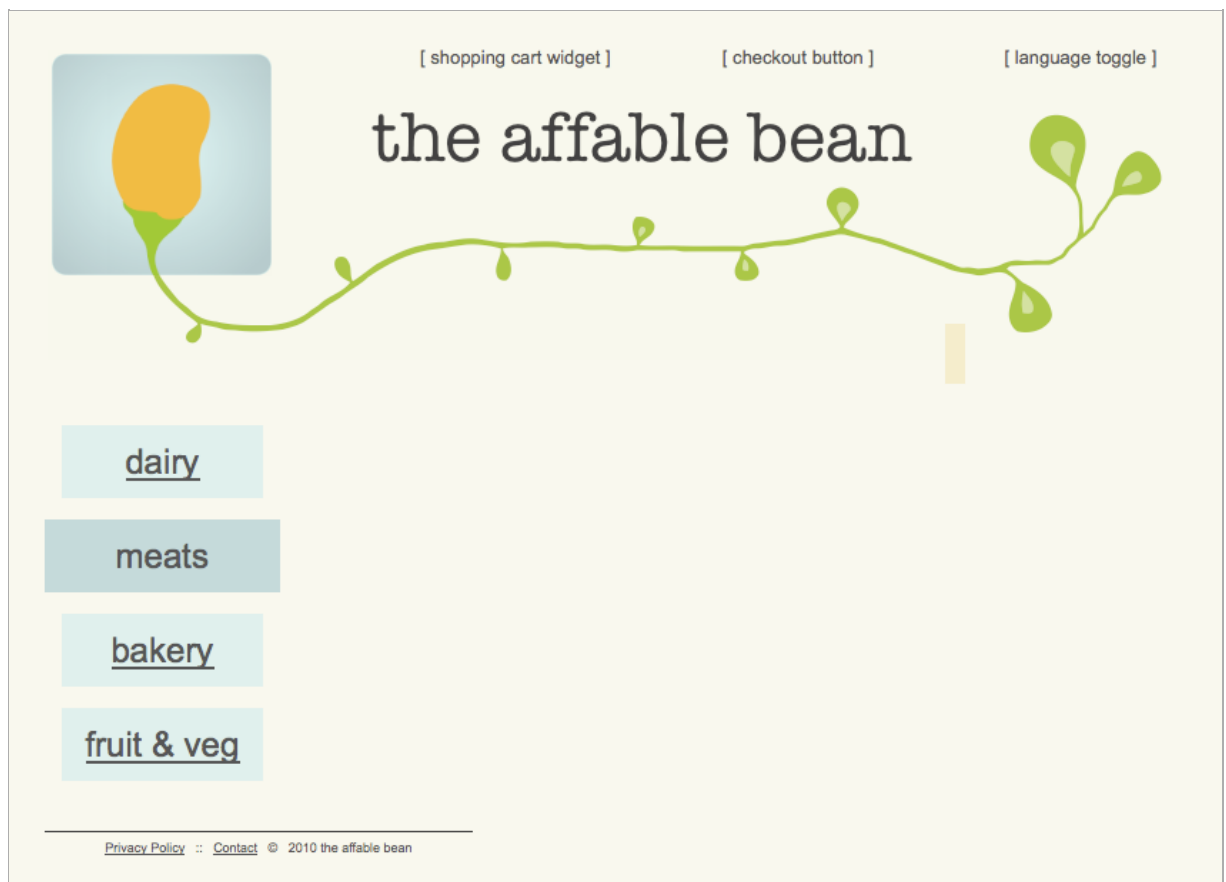 [ shopping cart widget ] [ checkout button ] [ language toggle ]
the affable bean
dairy
meats
bakery
fruit & veg
Privacy Policy :: Contact © 2010 the affable bean